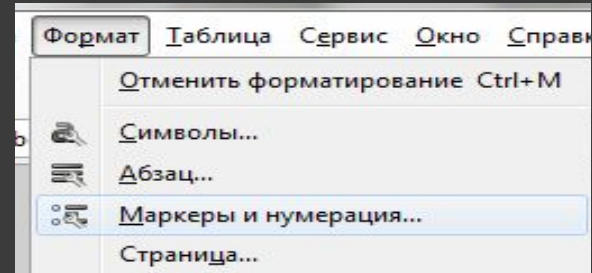 Формат Таблица Сервис Окно
Отменить форматирование Ctrl+M
Символы...
Абзац...
Маркеры и нумерация...
Страница...